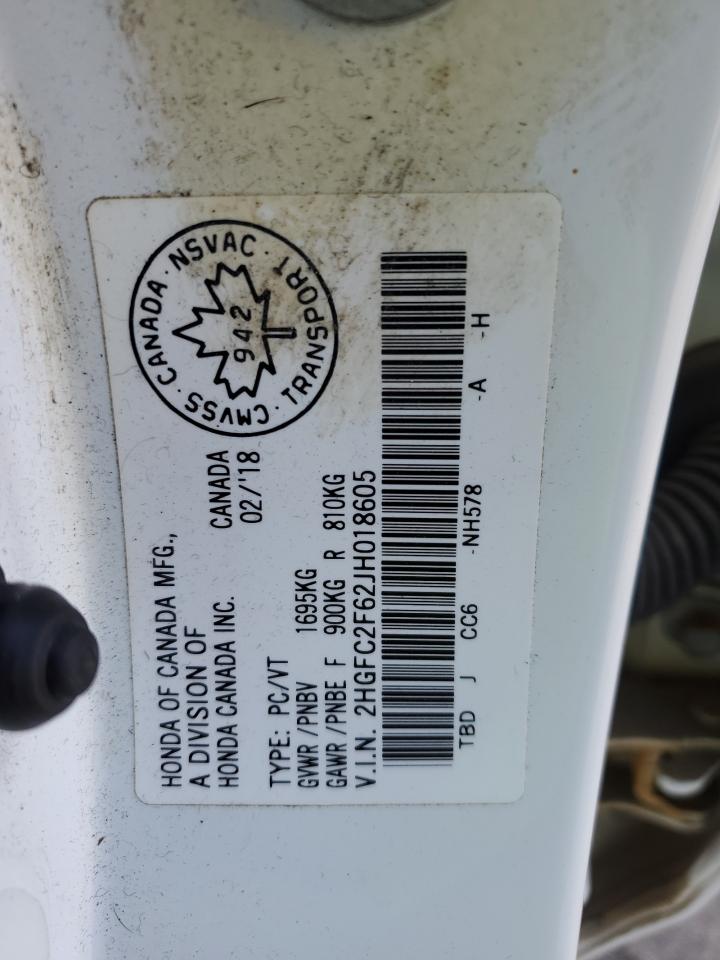 HONDA OF CANADA MFG.,
A DIVISION OF
HONDA CANADA INC.
CANADA
02/'18
TYPE: PC/VT
GVWR/PNBV 1695KG
GAWR/PNBE F 900KG R 810KG
V.I.N. 2HGFC2F62JH018605
TBD J CC6 -NH578 -A -H
CMVSS · CANADA · NSVAC · TRANSPORT ·
942